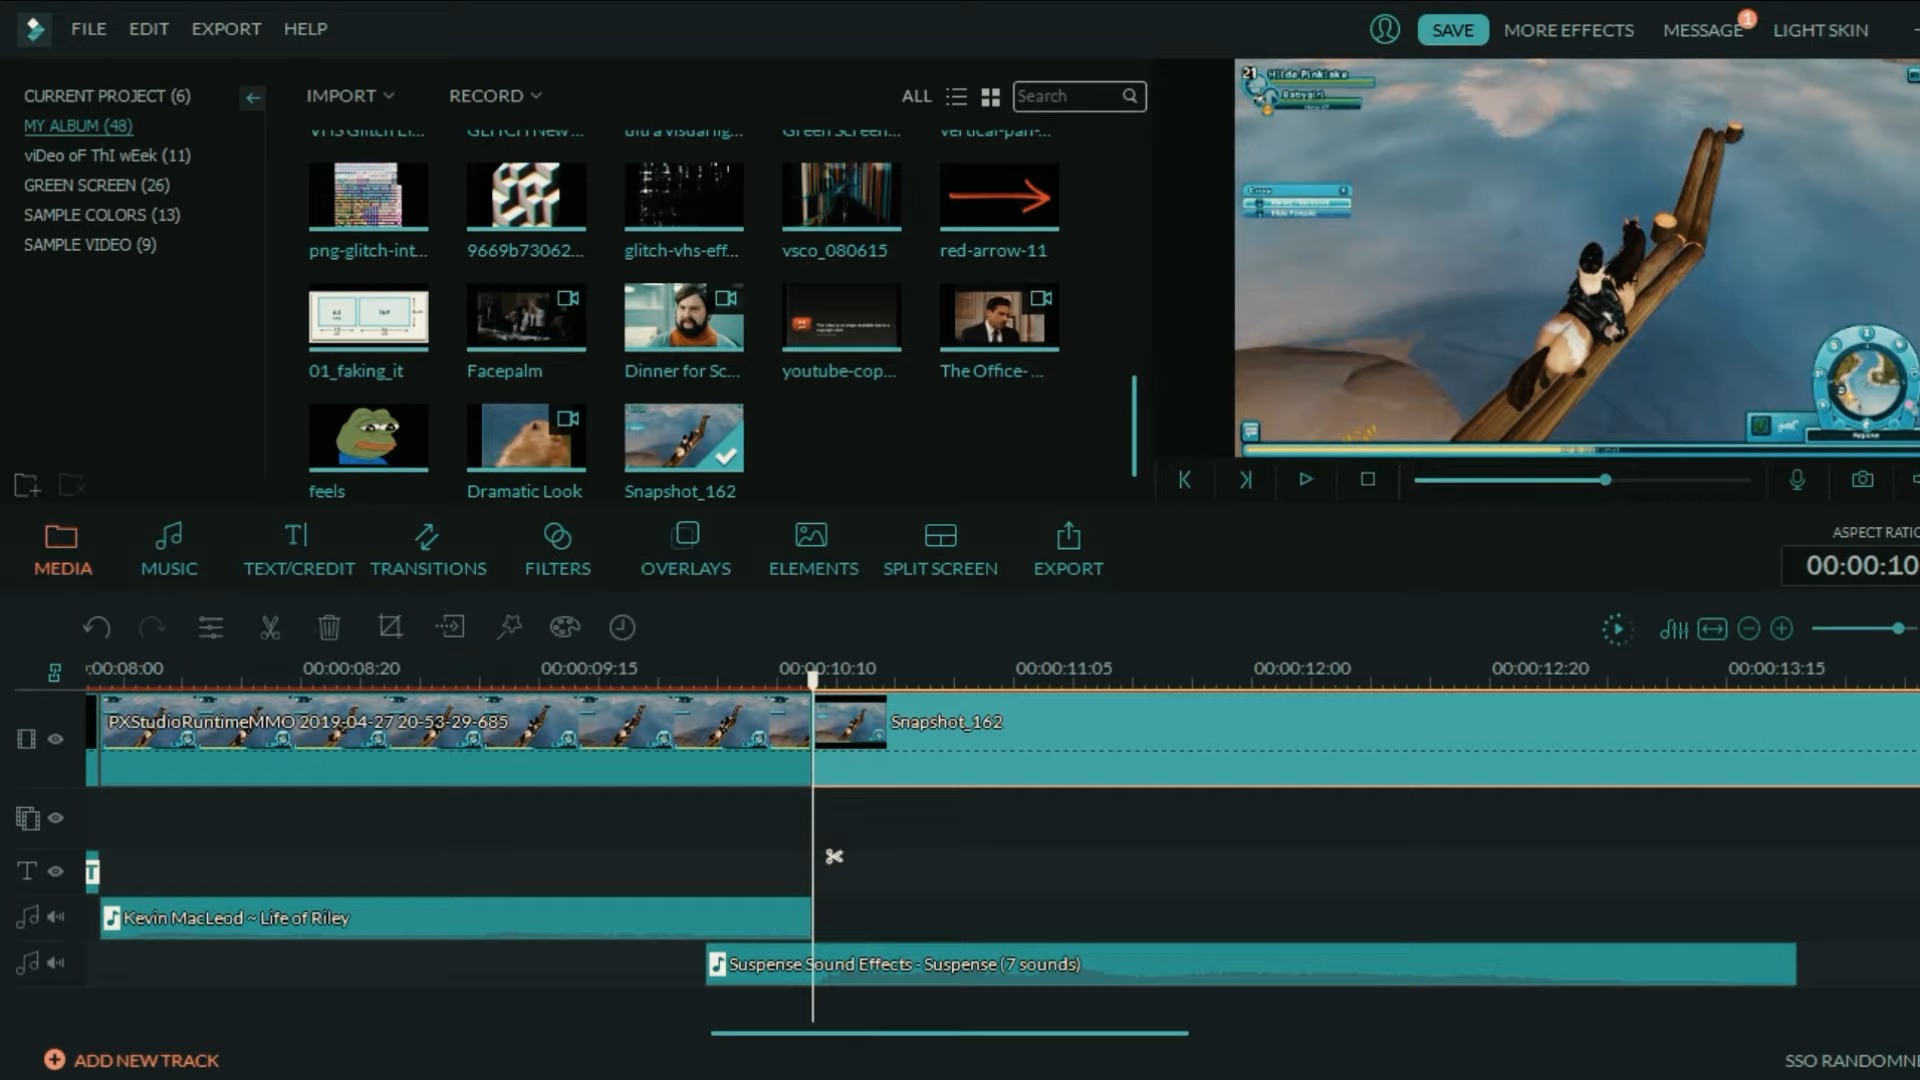 FILE EDIT EXPORT HELP
SAVE MORE EFFECTS MESSAGE 1 LIGHT SKIN
CURRENT PROJECT (6)
MY ALBUM (48)
viDeo oF ThI wEek (11)
GREEN SCREEN (26)
SAMPLE COLORS (13)
SAMPLE VIDEO (9)
IMPORT RECORD ALL Search
png-glitch-int... 9669b73062... glitch-vhs-eff... vsco_080615 red-arrow-11
01_faking_it Facepalm Dinner for Sc... youtube-cop... The Office-...
feels Dramatic Look Snapshot_162
21 Hilda Pinklake
Babygirl
MEDIA MUSIC TEXT/CREDIT TRANSITIONS FILTERS OVERLAYS ELEMENTS SPLIT SCREEN EXPORT
ASPECT RATIO
00:00:10
:00:08:00 00:00:08:20 00:00:09:15 00:00:10:10 00:00:11:05 00:00:12:00 00:00:12:20 00:00:13:15
PXStudioRuntimeMMO 2019-04-27 20-53-29-685 Snapshot_162
T
Kevin MacLeod ~ Life of Riley
Suspense Sound Effects - Suspense (7 sounds)
ADD NEW TRACK
SSO RANDOMNE